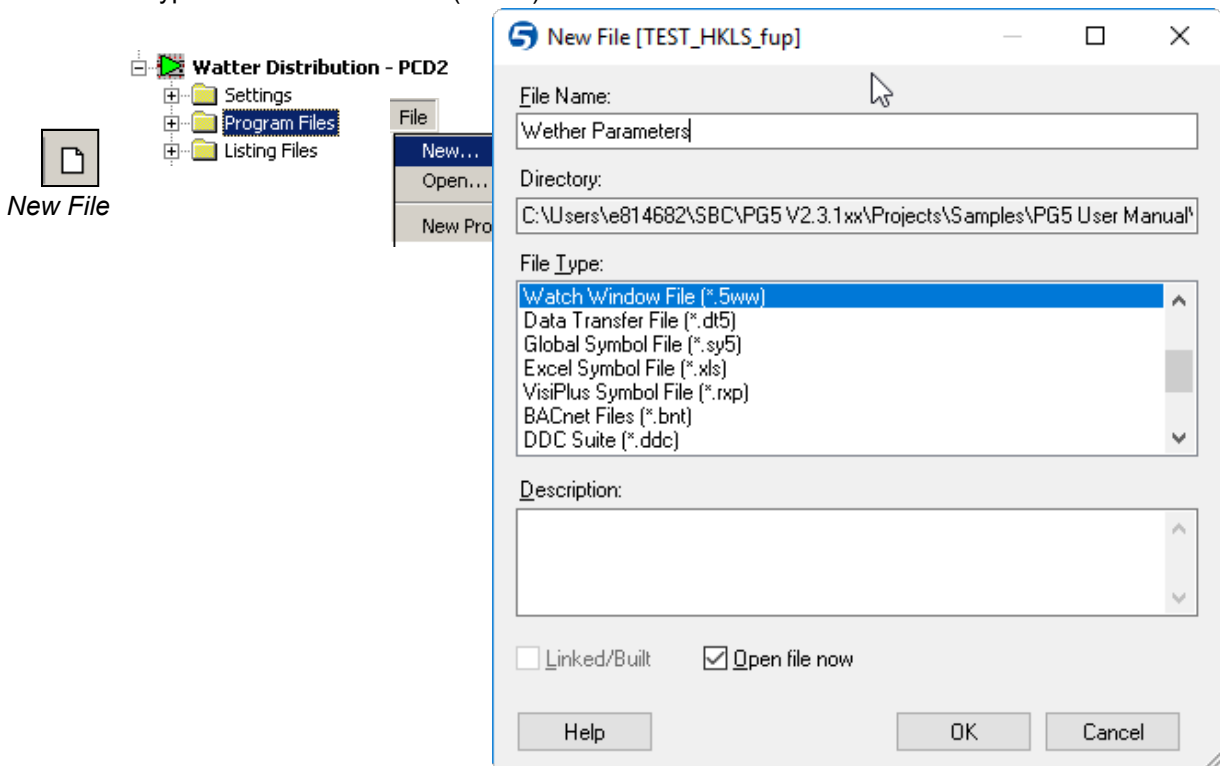 Watter Distribution - PCD2
Settings
Program Files
Listing Files
New File
File
New...
Open...
New Pro
New File [TEST_HKLS_fup]
File Name:
Wether Parameters
Directory:
C:\Users\e814682\SBC\PG5 V2.3.1xx\Projects\Samples\PG5 User Manual\
File Type:
Watch Window File (*.5ww)
Data Transfer File (*.dt5)
Global Symbol File (*.sy5)
Excel Symbol File (*.xls)
VisiPlus Symbol File (*.rxp)
BACnet Files (*.bnt)
DDC Suite (*.ddc)
Description:
Linked/Built
Open file now
Help
OK
Cancel